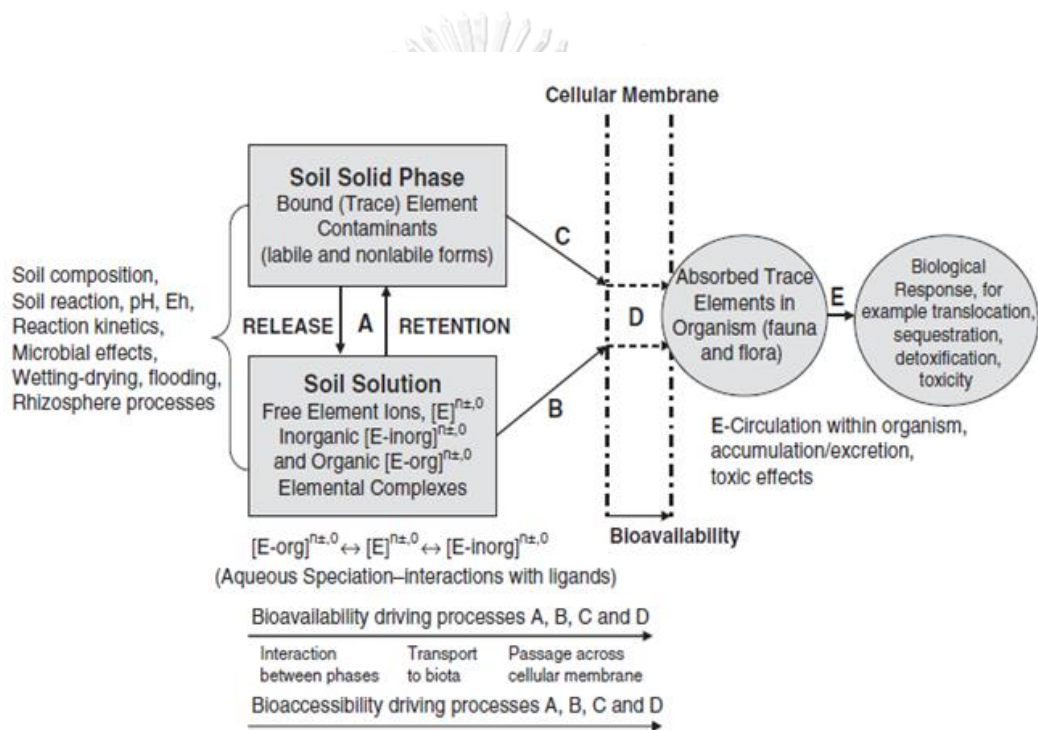 Cellular Membrane
Soil Solid Phase
Bound (Trace) Element
Contaminants
(labile and nonlabile forms)
Soil composition,
Soil reaction, pH, Eh,
Reaction kinetics,
Microbial effects,
Wetting-drying, flooding,
Rhizosphere processes
RELEASE
A
RETENTION
Soil Solution
Free Element Ions, [E]ⁿ±,⁰
Inorganic [E-inorg]ⁿ±,⁰
and Organic [E-org]ⁿ±,⁰
Elemental Complexes
C
B
D
Absorbed Trace
Elements in
Organism (fauna
and flora)
E
Biological
Response, for
example translocation,
sequestration,
detoxification,
toxicity
E-Circulation within organism,
accumulation/excretion,
toxic effects
Bioavailability
[E-org]ⁿ±,⁰ ↔ [E]ⁿ±,⁰ ↔ [E-inorg]ⁿ±,⁰
(Aqueous Speciation–interactions with ligands)
Bioavailability driving processes A, B, C and D
Interaction
between phases
Transport
to biota
Passage across
cellular membrane
Bioaccessibility driving processes A, B, C and D